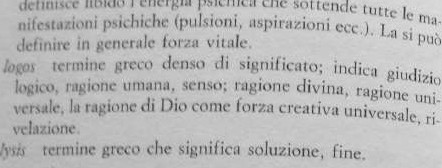 definisce libido l'energia psichica che sottende tutte le ma-
nifestazioni psichiche (pulsioni, aspirazioni ecc.). La si può
definire in generale forza vitale.
logos termine greco denso di significato; indica giudizio
logico, ragione umana, senso; ragione divina, ragione uni-
versale, la ragione di Dio come forza creativa universale, ri-
velazione.
lysis termine greco che significa soluzione, fine.